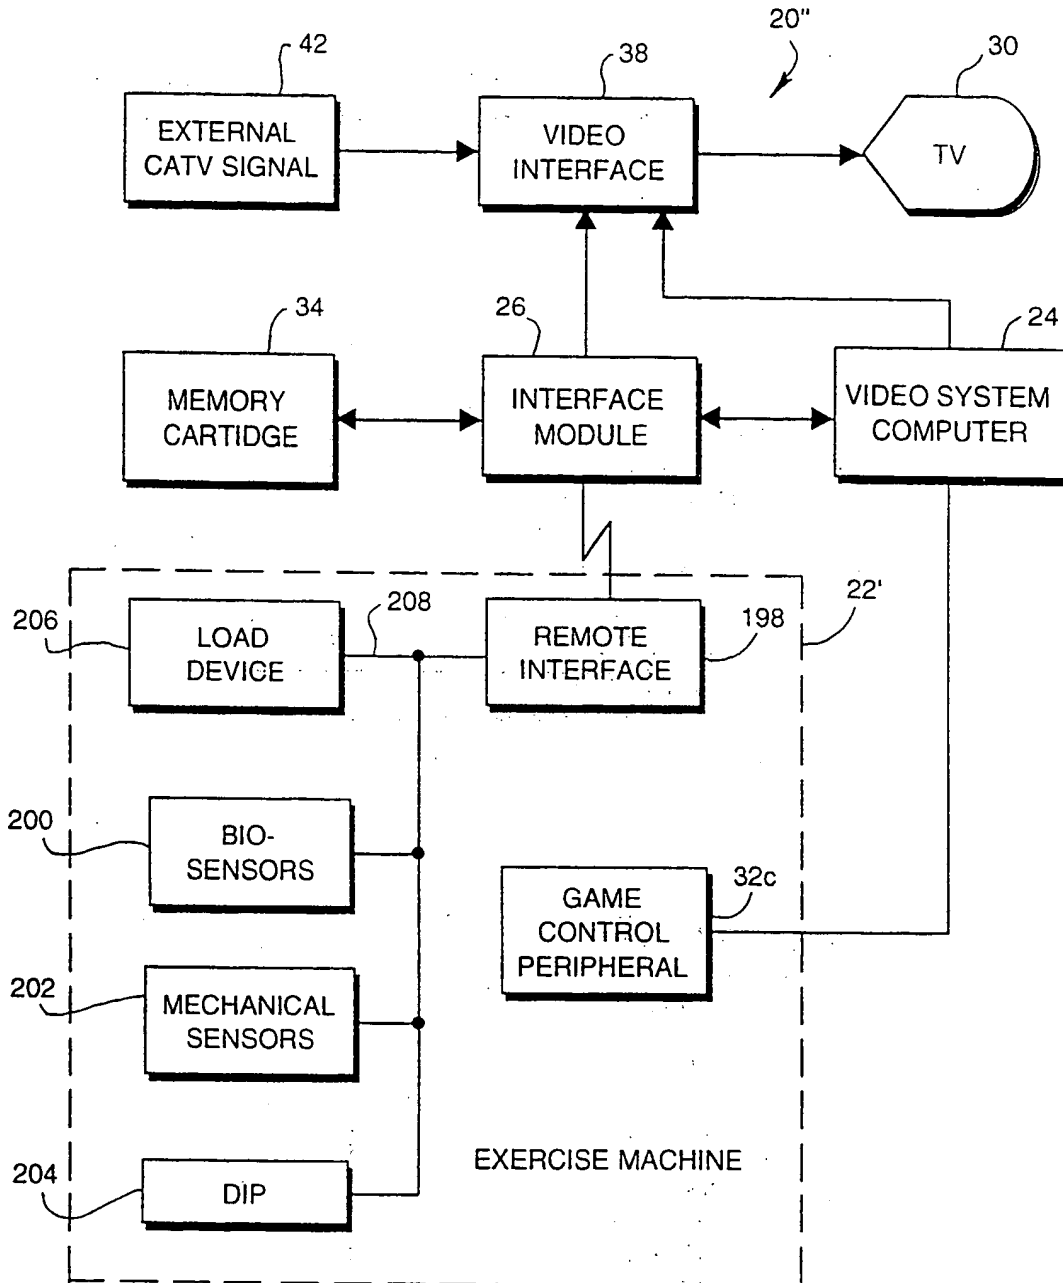 20"
42
38
30
EXTERNAL
CATV SIGNAL
VIDEO
INTERFACE
TV
34
26
24
MEMORY
CARTIDGE
INTERFACE
MODULE
VIDEO SYSTEM
COMPUTER
206
LOAD
DEVICE
208
REMOTE
INTERFACE
198
22'
200
BIO-
SENSORS
GAME
CONTROL
PERIPHERAL
32c
202
MECHANICAL
SENSORS
EXERCISE MACHINE
204
DIP